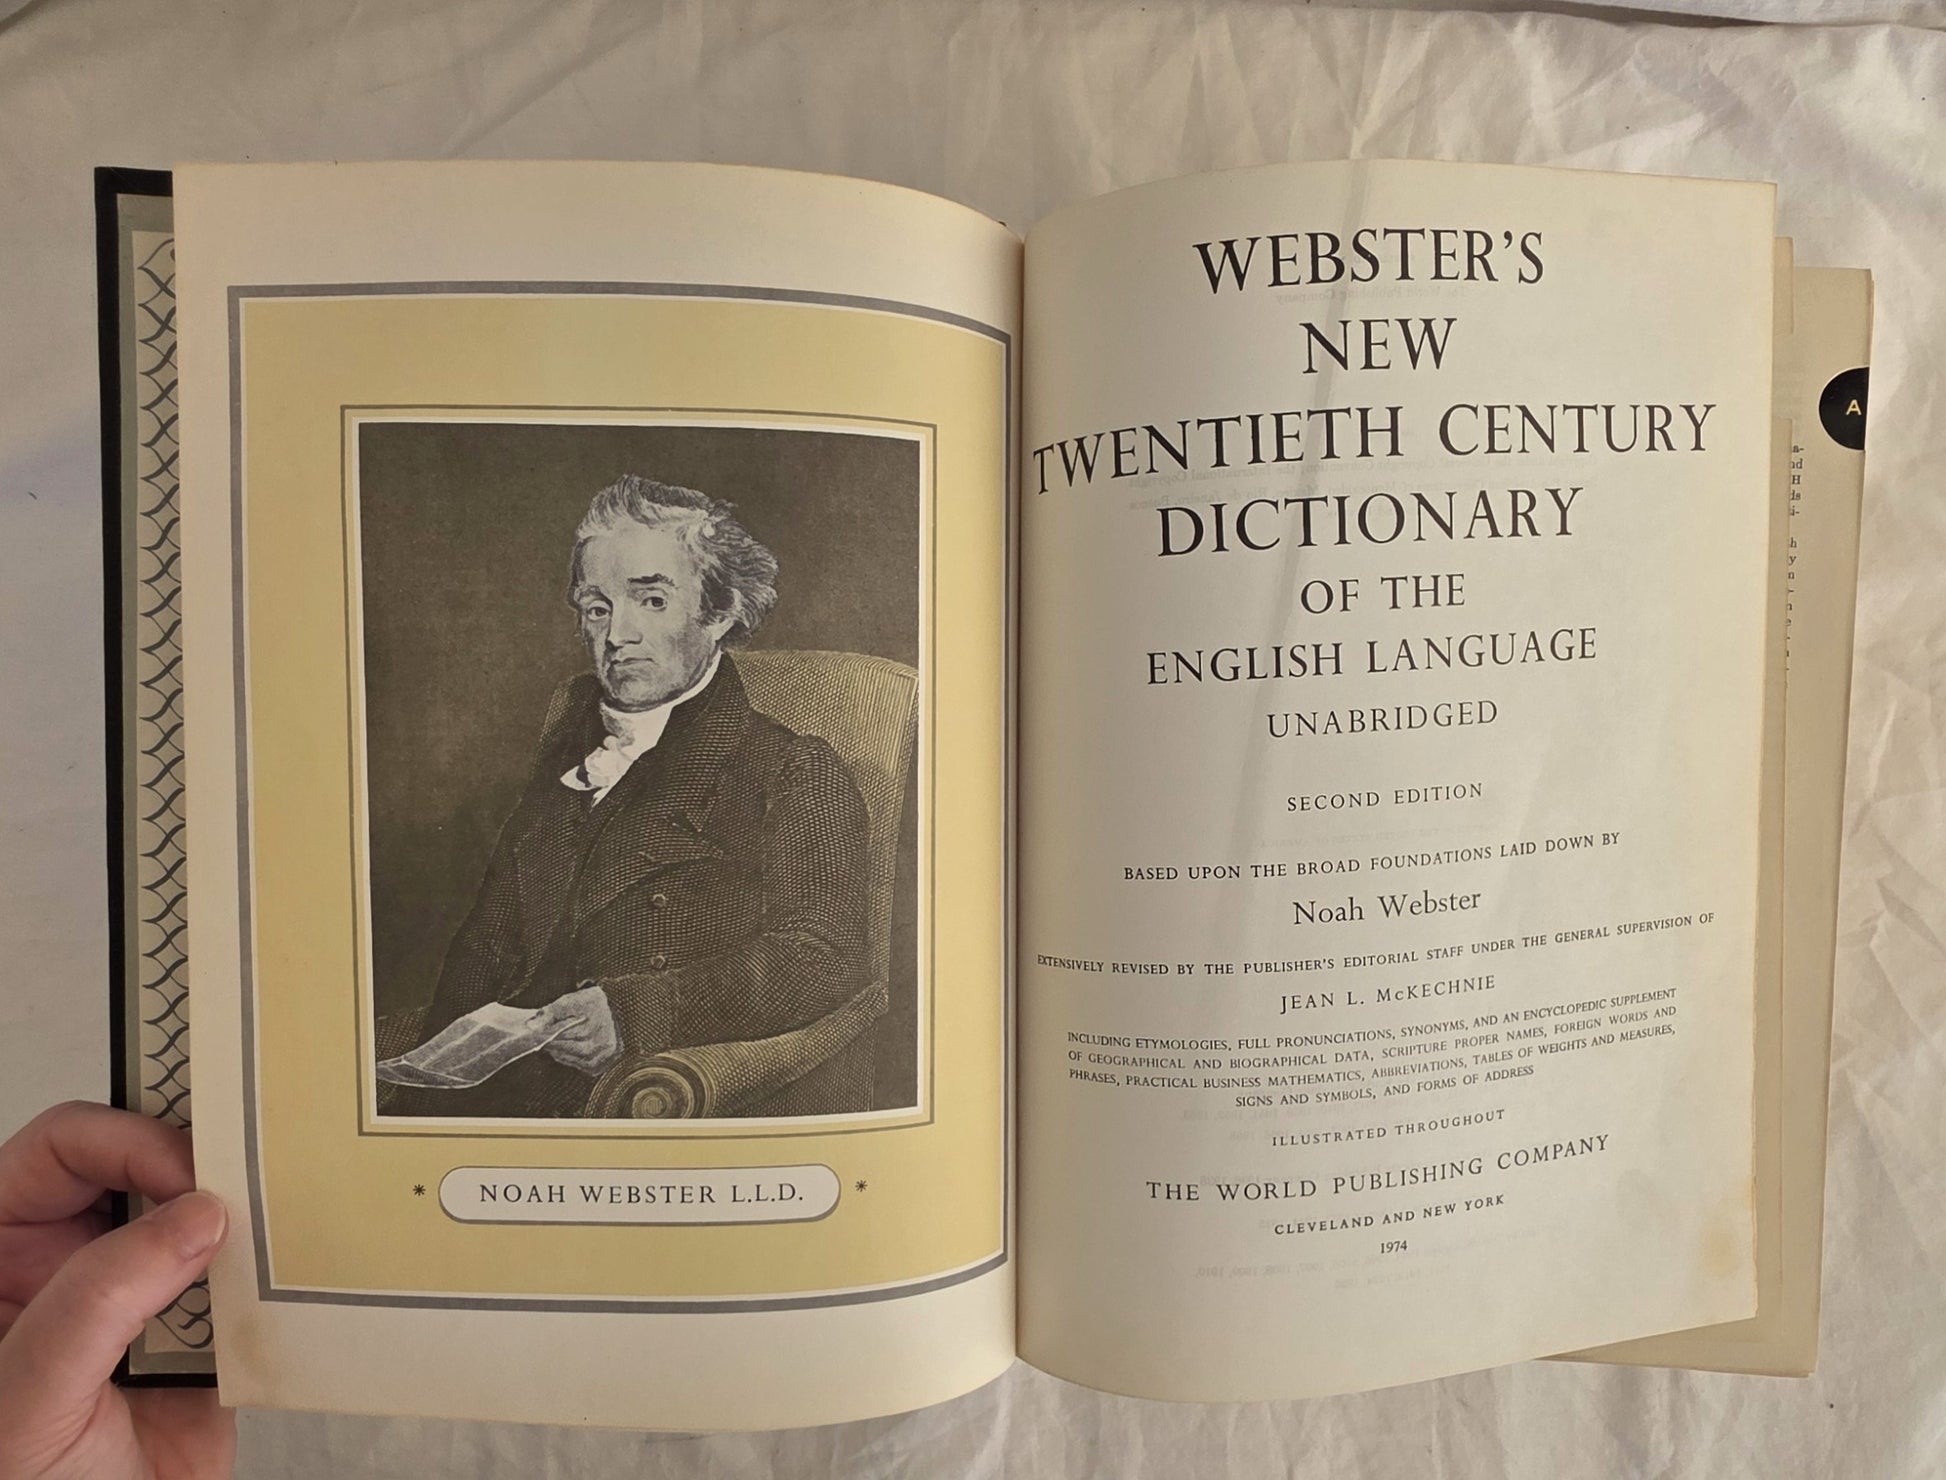 * NOAH WEBSTER L.L.D. *
WEBSTER'S
NEW
TWENTIETH CENTURY
DICTIONARY
OF THE
ENGLISH LANGUAGE
UNABRIDGED
SECOND EDITION
BASED UPON THE BROAD FOUNDATIONS LAID DOWN BY
Noah Webster
EXTENSIVELY REVISED BY THE PUBLISHER'S EDITORIAL STAFF UNDER THE GENERAL SUPERVISION OF
JEAN L. McKECHNIE
INCLUDING ETYMOLOGIES, FULL PRONUNCIATIONS, SYNONYMS, AND AN ENCYCLOPEDIC SUPPLEMENT
OF GEOGRAPHICAL AND BIOGRAPHICAL DATA, SCRIPTURE PROPER NAMES, FOREIGN WORDS AND
PHRASES, PRACTICAL BUSINESS MATHEMATICS, ABBREVIATIONS, TABLES OF WEIGHTS AND MEASURES,
SIGNS AND SYMBOLS, AND FORMS OF ADDRESS
ILLUSTRATED THROUGHOUT
THE WORLD PUBLISHING COMPANY
CLEVELAND AND NEW YORK
1974
A